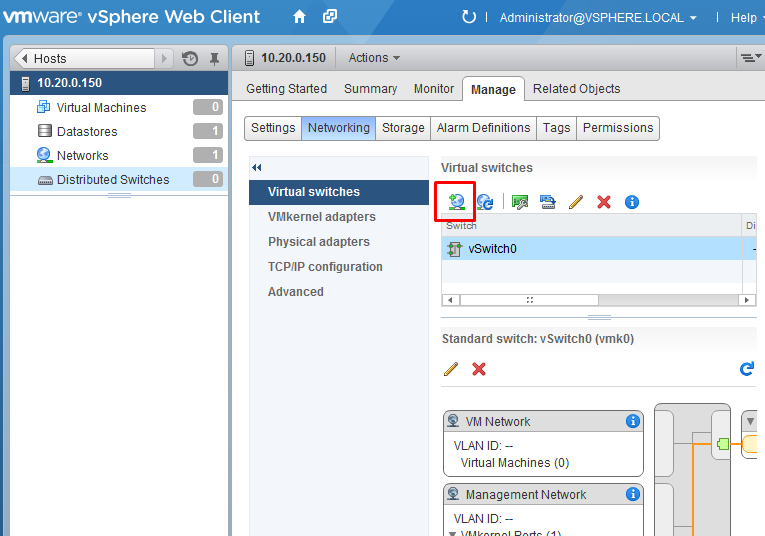 vmware® vSphere Web Client
Administrator@VSPHERE.LOCAL
Help
Hosts
10.20.0.150
Actions
10.20.0.150
Virtual Machines 0
Datastores 1
Networks 1
Distributed Switches 0
Getting Started Summary Monitor Manage Related Objects
Settings Networking Storage Alarm Definitions Tags Permissions
Virtual switches
VMkernel adapters
Physical adapters
TCP/IP configuration
Advanced
Virtual switches
Switch Di
vSwitch0 -
Standard switch: vSwitch0 (vmk0)
VM Network
VLAN ID: --
Virtual Machines (0)
Management Network
VLAN ID: --
VMkernel Ports (1)